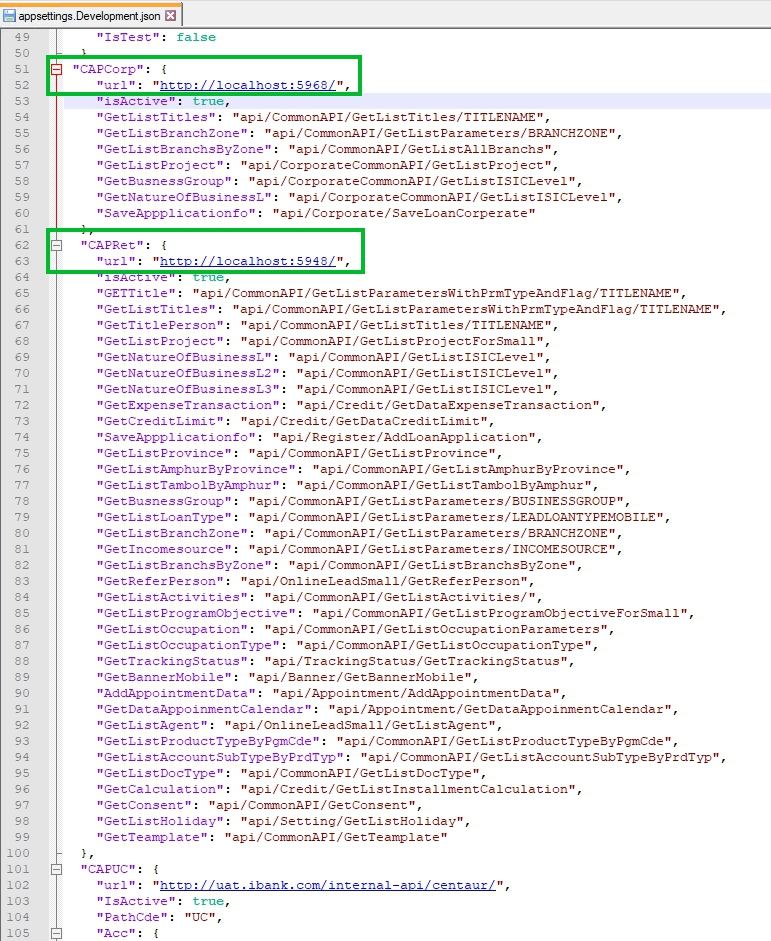 appsettings.Development.json
49 "IsTest": false
50 }
51 "CAPCorp": {
52 "url": "http://localhost:5968/",
53 "isActive": true,
54 "GetListTitles": "api/CommonAPI/GetListTitles/TITLENAME",
55 "GetListBranchZone": "api/CommonAPI/GetListParameters/BRANCHZONE",
56 "GetListBranchsByZone": "api/CommonAPI/GetListAllBranchs",
57 "GetListProject": "api/CorporateCommonAPI/GetListProject",
58 "GetBusnessGroup": "api/CorporateCommonAPI/GetListISICLevel",
59 "GetNatureOfBusinessL": "api/CorporateCommonAPI/GetListISICLevel",
60 "SaveAppplicationfo": "api/Corporate/SaveLoanCorperate"
61 },
62 "CAPRet": {
63 "url": "http://localhost:5948/",
64 "isActive": true,
65 "GETTitle": "api/CommonAPI/GetListParametersWithPrmTypeAndFlag/TITLENAME",
66 "GetListTitles": "api/CommonAPI/GetListParametersWithPrmTypeAndFlag/TITLENAME",
67 "GetTitlePerson": "api/CommonAPI/GetListTitles/TITLENAME",
68 "GetListProject": "api/CommonAPI/GetListProjectForSmall",
69 "GetNatureOfBusinessL": "api/CommonAPI/GetListISICLevel",
70 "GetNatureOfBusinessL2": "api/CommonAPI/GetListISICLevel",
71 "GetNatureOfBusinessL3": "api/CommonAPI/GetListISICLevel",
72 "GetExpenseTransaction": "api/Credit/GetDataExpenseTransaction",
73 "GetCreditLimit": "api/Credit/GetDataCreditLimit",
74 "SaveAppplicationfo": "api/Register/AddLoanApplication",
75 "GetListProvince": "api/CommonAPI/GetListProvince",
76 "GetListAmphurByProvince": "api/CommonAPI/GetListAmphurByProvince",
77 "GetListTambolByAmphur": "api/CommonAPI/GetListTambolByAmphur",
78 "GetBusnessGroup": "api/CommonAPI/GetListParameters/BUSINESSGROUP",
79 "GetListLoanType": "api/CommonAPI/GetListParameters/LEADLOANTYPEMOBILE",
80 "GetListBranchZone": "api/CommonAPI/GetListParameters/BRANCHZONE",
81 "GetIncomesource": "api/CommonAPI/GetListParameters/INCOMESOURCE",
82 "GetListBranchsByZone": "api/CommonAPI/GetListBranchsByZone",
83 "GetReferPerson": "api/OnlineLeadSmall/GetReferPerson",
84 "GetListActivities": "api/CommonAPI/GetListActivities/",
85 "GetListProgramObjective": "api/CommonAPI/GetListProgramObjectiveForSmall",
86 "GetListOccupation": "api/CommonAPI/GetListOccupationParameters",
87 "GetListOccupationType": "api/CommonAPI/GetListOccupationType",
88 "GetTrackingStatus": "api/TrackingStatus/GetTrackingStatus",
89 "GetBannerMobile": "api/Banner/GetBannerMobile",
90 "AddAppointmentData": "api/Appointment/AddAppointmentData",
91 "GetDataAppoinmentCalendar": "api/Appointment/GetDataAppoinmentCalendar",
92 "GetListAgent": "api/OnlineLeadSmall/GetListAgent",
93 "GetListProductTypeByPgmCde": "api/CommonAPI/GetListProductTypeByPgmCde",
94 "GetListAccountSubTypeByPrdTyp": "api/CommonAPI/GetListAccountSubTypeByPrdTyp",
95 "GetListDocType": "api/CommonAPI/GetListDocType",
96 "GetCalculation": "api/Credit/GetListInstallmentCalculation",
97 "GetConsent": "api/CommonAPI/GetConsent",
98 "GetListHoliday": "api/Setting/GetListHoliday",
99 "GetTeamplate": "api/CommonAPI/GetTeamplate"
100 },
101 "CAPUC": {
102 "url": "http://uat.ibank.com/internal-api/centaur/",
103 "IsActive": true,
104 "PathCde": "UC",
105 "Acc": {